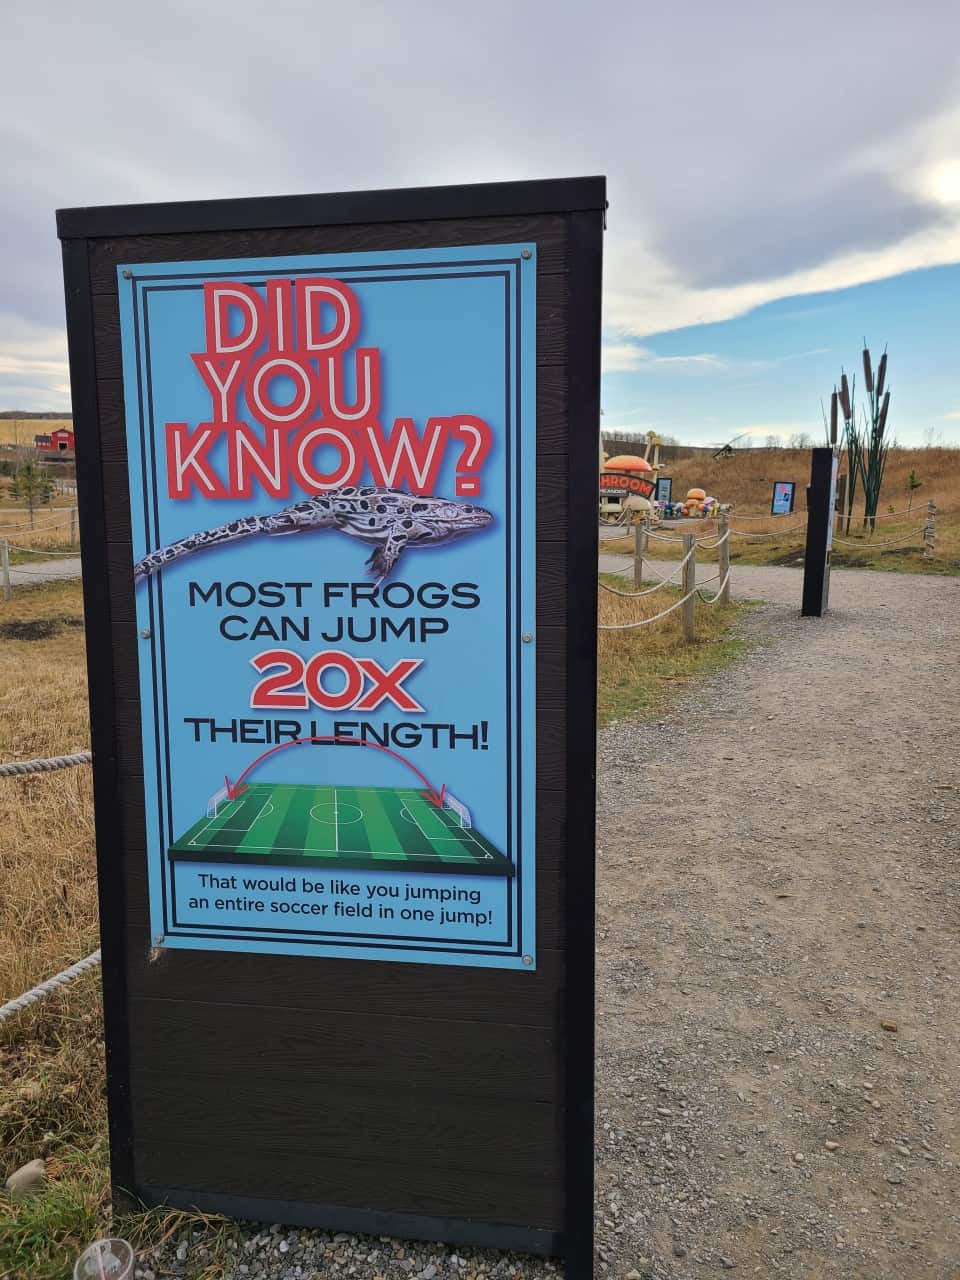 DID
YOU
KNOW?
MOST FROGS
CAN JUMP
20X
THEIR LENGTH!
That would be like you jumping
an entire soccer field in one jump!